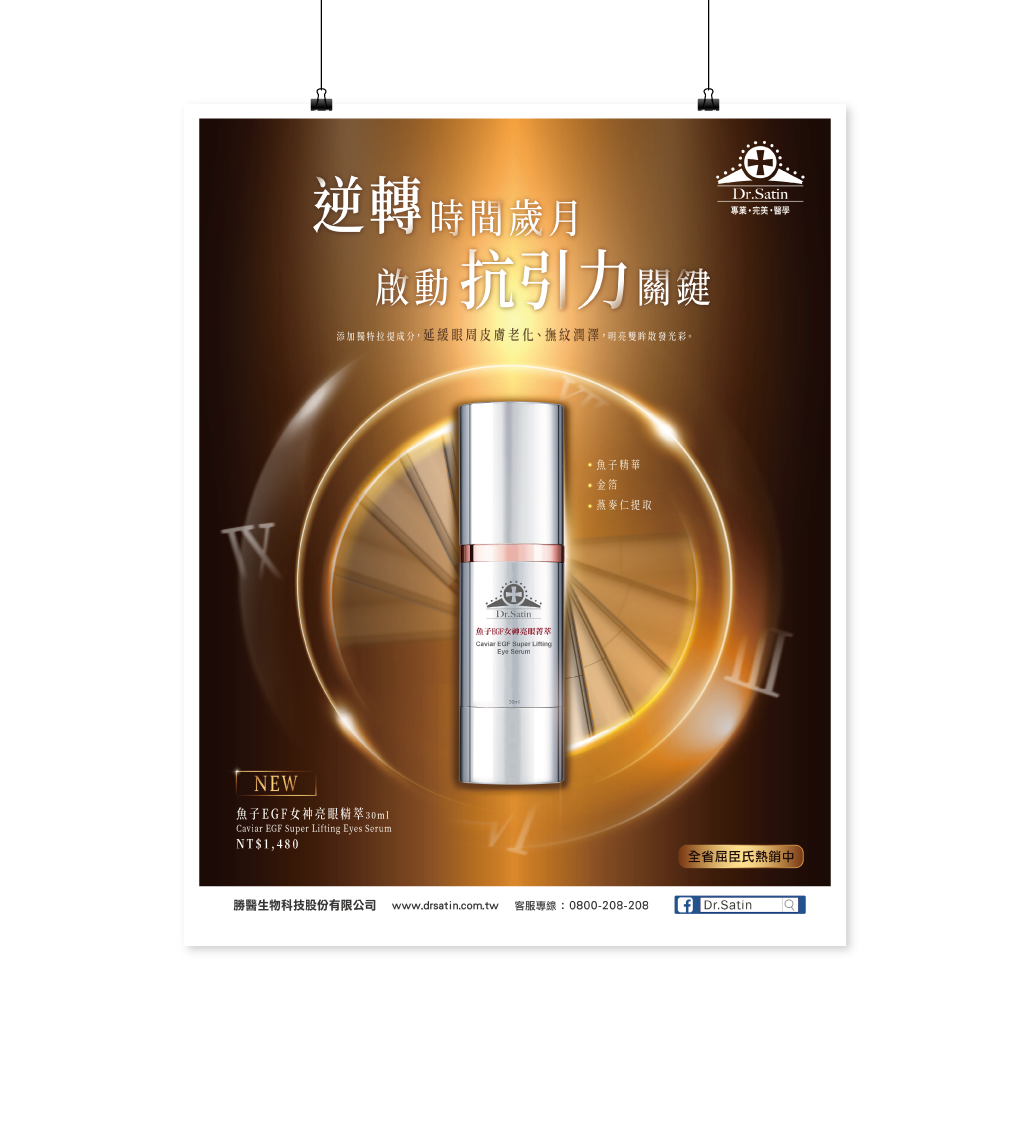 Dr.Satin
專業•完美•醫學
逆轉時間歲月
啟動抗引力關鍵
添加獨特拉提成分，延緩眼周皮膚老化、撫紋潤澤，明亮雙眸散發光彩。
VII
• 魚子精華
• 金箔
• 燕麥仁提取
IX
III
VI
Dr.Satin
魚子EGF女神亮眼菁萃
Caviar EGF Super Lifting
Eye Serum
30ml
NEW
魚子EGF女神亮眼精萃30ml
Caviar EGF Super Lifting Eyes Serum
NT$1,480
全省屈臣氏熱銷中
勝醫生物科技股份有限公司 www.drsatin.com.tw 客服專線：0800-208-208 f Dr.Satin